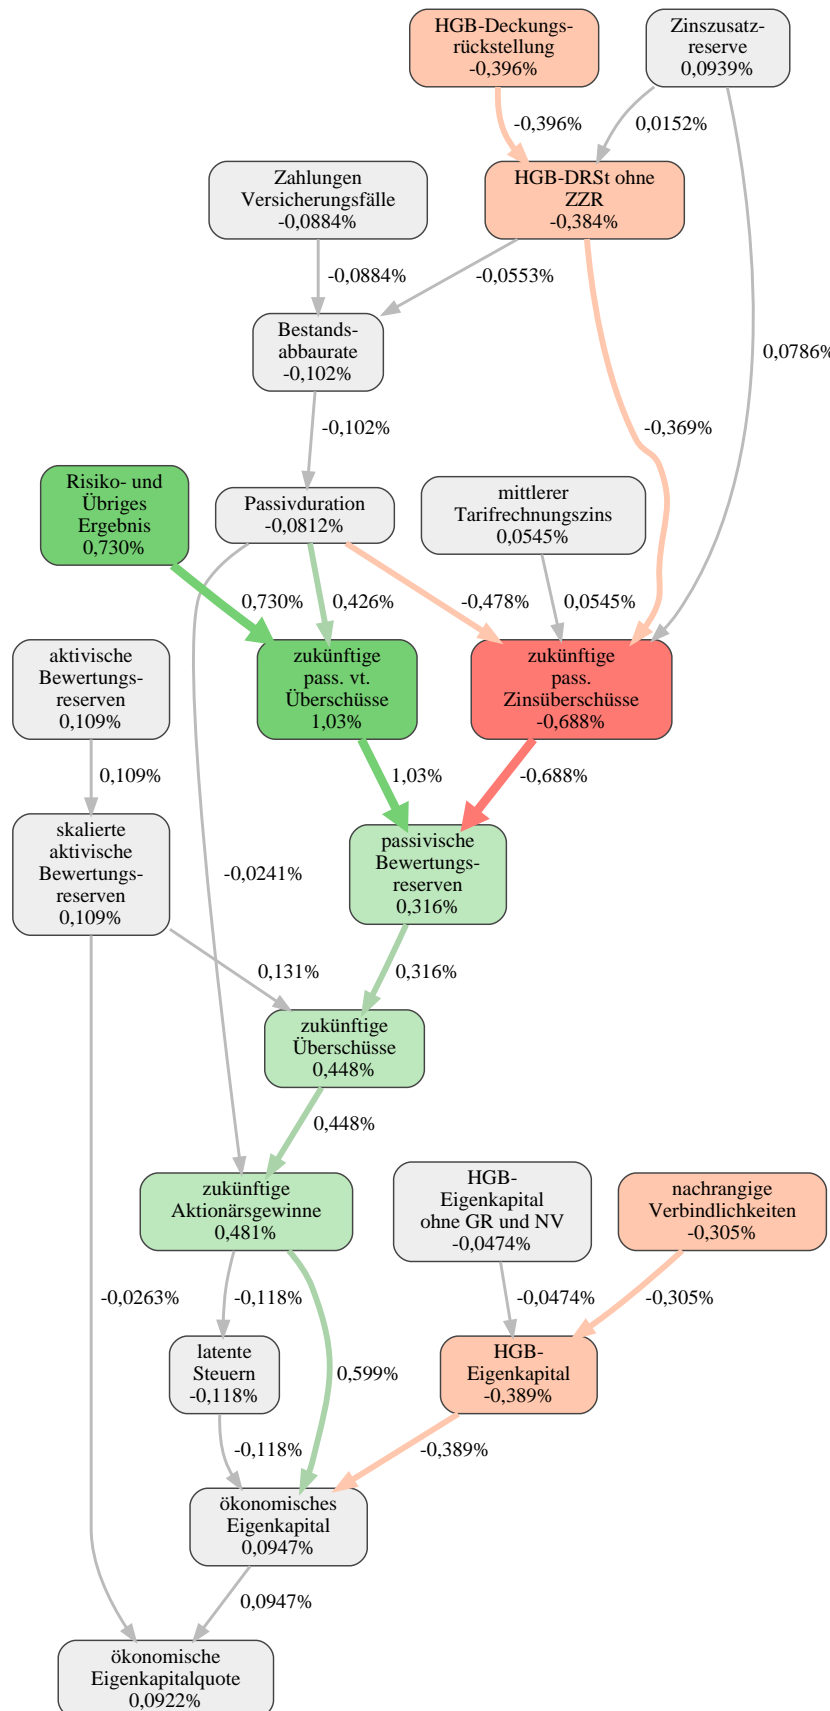 HGB-Deckungs-
rückstellung
-0,396%
Zinszusatz-
reserve
0,0939%
-0,396%
0,0152%
Zahlungen
Versicherungsfälle
-0,0884%
HGB-DRSt ohne
ZZR
-0,384%
-0,0884%
-0,0553%
Bestands-
abbaurate
-0,102%
0,0786%
-0,102%
-0,369%
Risiko- und
Übriges
Ergebnis
0,730%
Passivduration
-0,0812%
mittlerer
Tarifrechnungszins
0,0545%
0,730%
0,426%
-0,478%
0,0545%
aktivische
Bewertungs-
reserven
0,109%
zukünftige
pass. vt.
Überschüsse
1,03%
zukünftige
pass.
Zinsüberschüsse
-0,688%
0,109%
1,03%
-0,688%
skalierte
aktivische
Bewertungs-
reserven
0,109%
-0,0241%
passivische
Bewertungs-
reserven
0,316%
0,131%
0,316%
zukünftige
Überschüsse
0,448%
0,448%
zukünftige
Aktionärsgewinne
0,481%
HGB-
Eigenkapital
ohne GR und NV
-0,0474%
nachrangige
Verbindlichkeiten
-0,305%
-0,0263%
-0,118%
-0,0474%
-0,305%
latente
Steuern
-0,118%
0,599%
HGB-
Eigenkapital
-0,389%
-0,118%
-0,389%
ökonomisches
Eigenkapital
0,0947%
0,0947%
ökonomische
Eigenkapitalquote
0,0922%